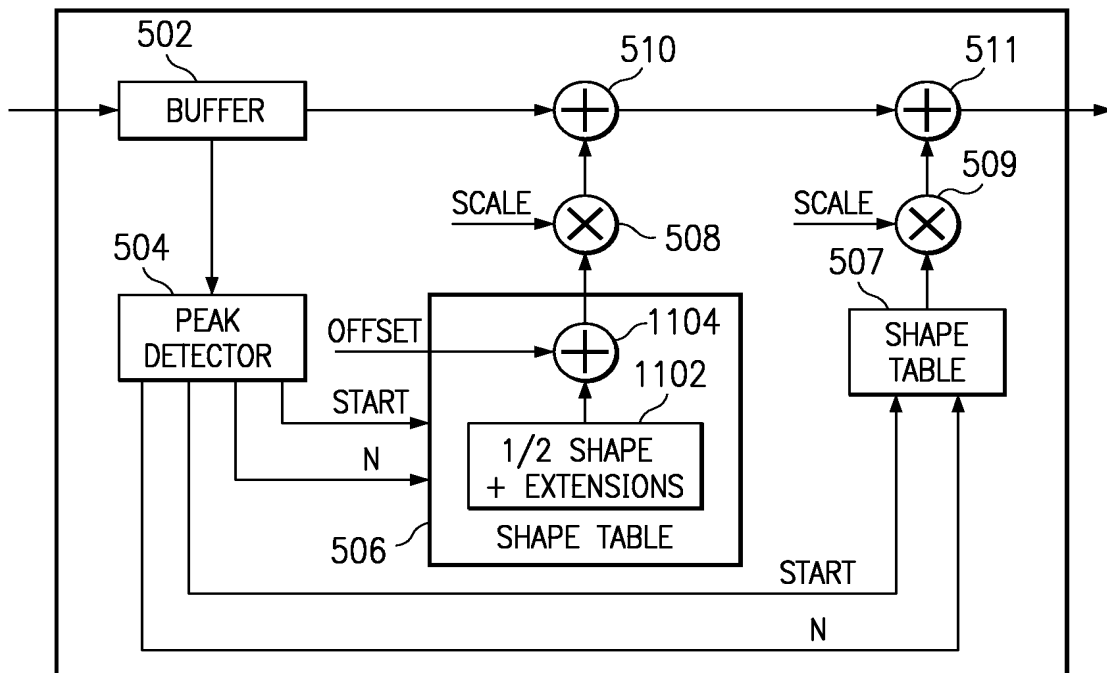 502
510
511
BUFFER
SCALE
508
SCALE
509
504
507
PEAK
DETECTOR
OFFSET
1104
SHAPE
TABLE
START
1102
N
1/2 SHAPE
+ EXTENSIONS
506
SHAPE TABLE
START
N